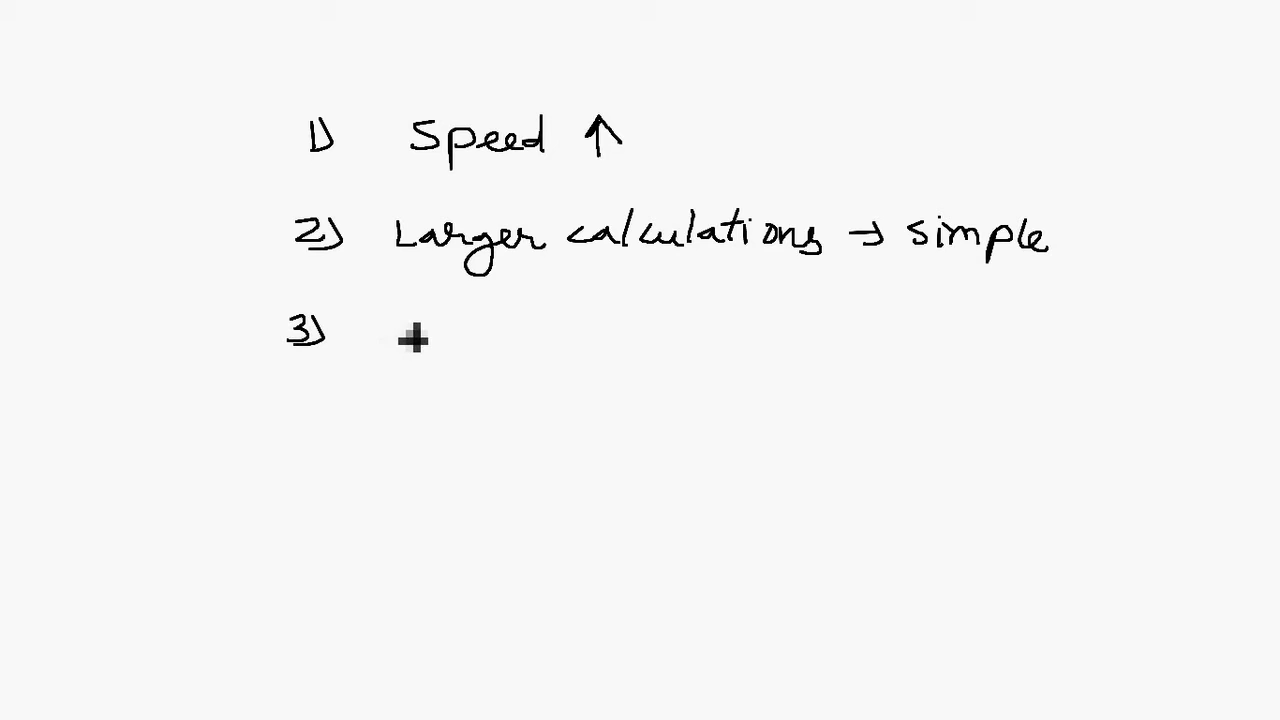 1) Speed ↑
2) Larger calculations → simple
3)